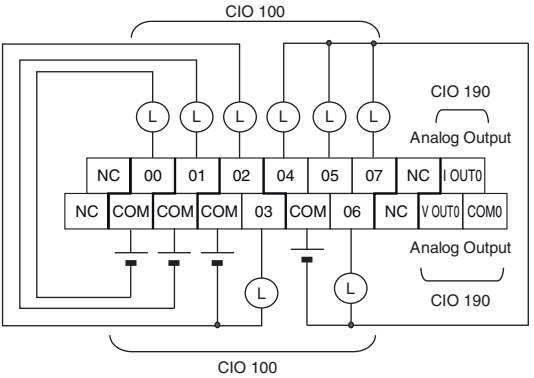 CIO 100
CIO 190
Analog Output
L L L L L L
NC 00 01 02 04 05 07 NC I OUT0
NC COM COM COM 03 COM 06 NC V OUT0 COM0
Analog Output
L L
CIO 190
CIO 100